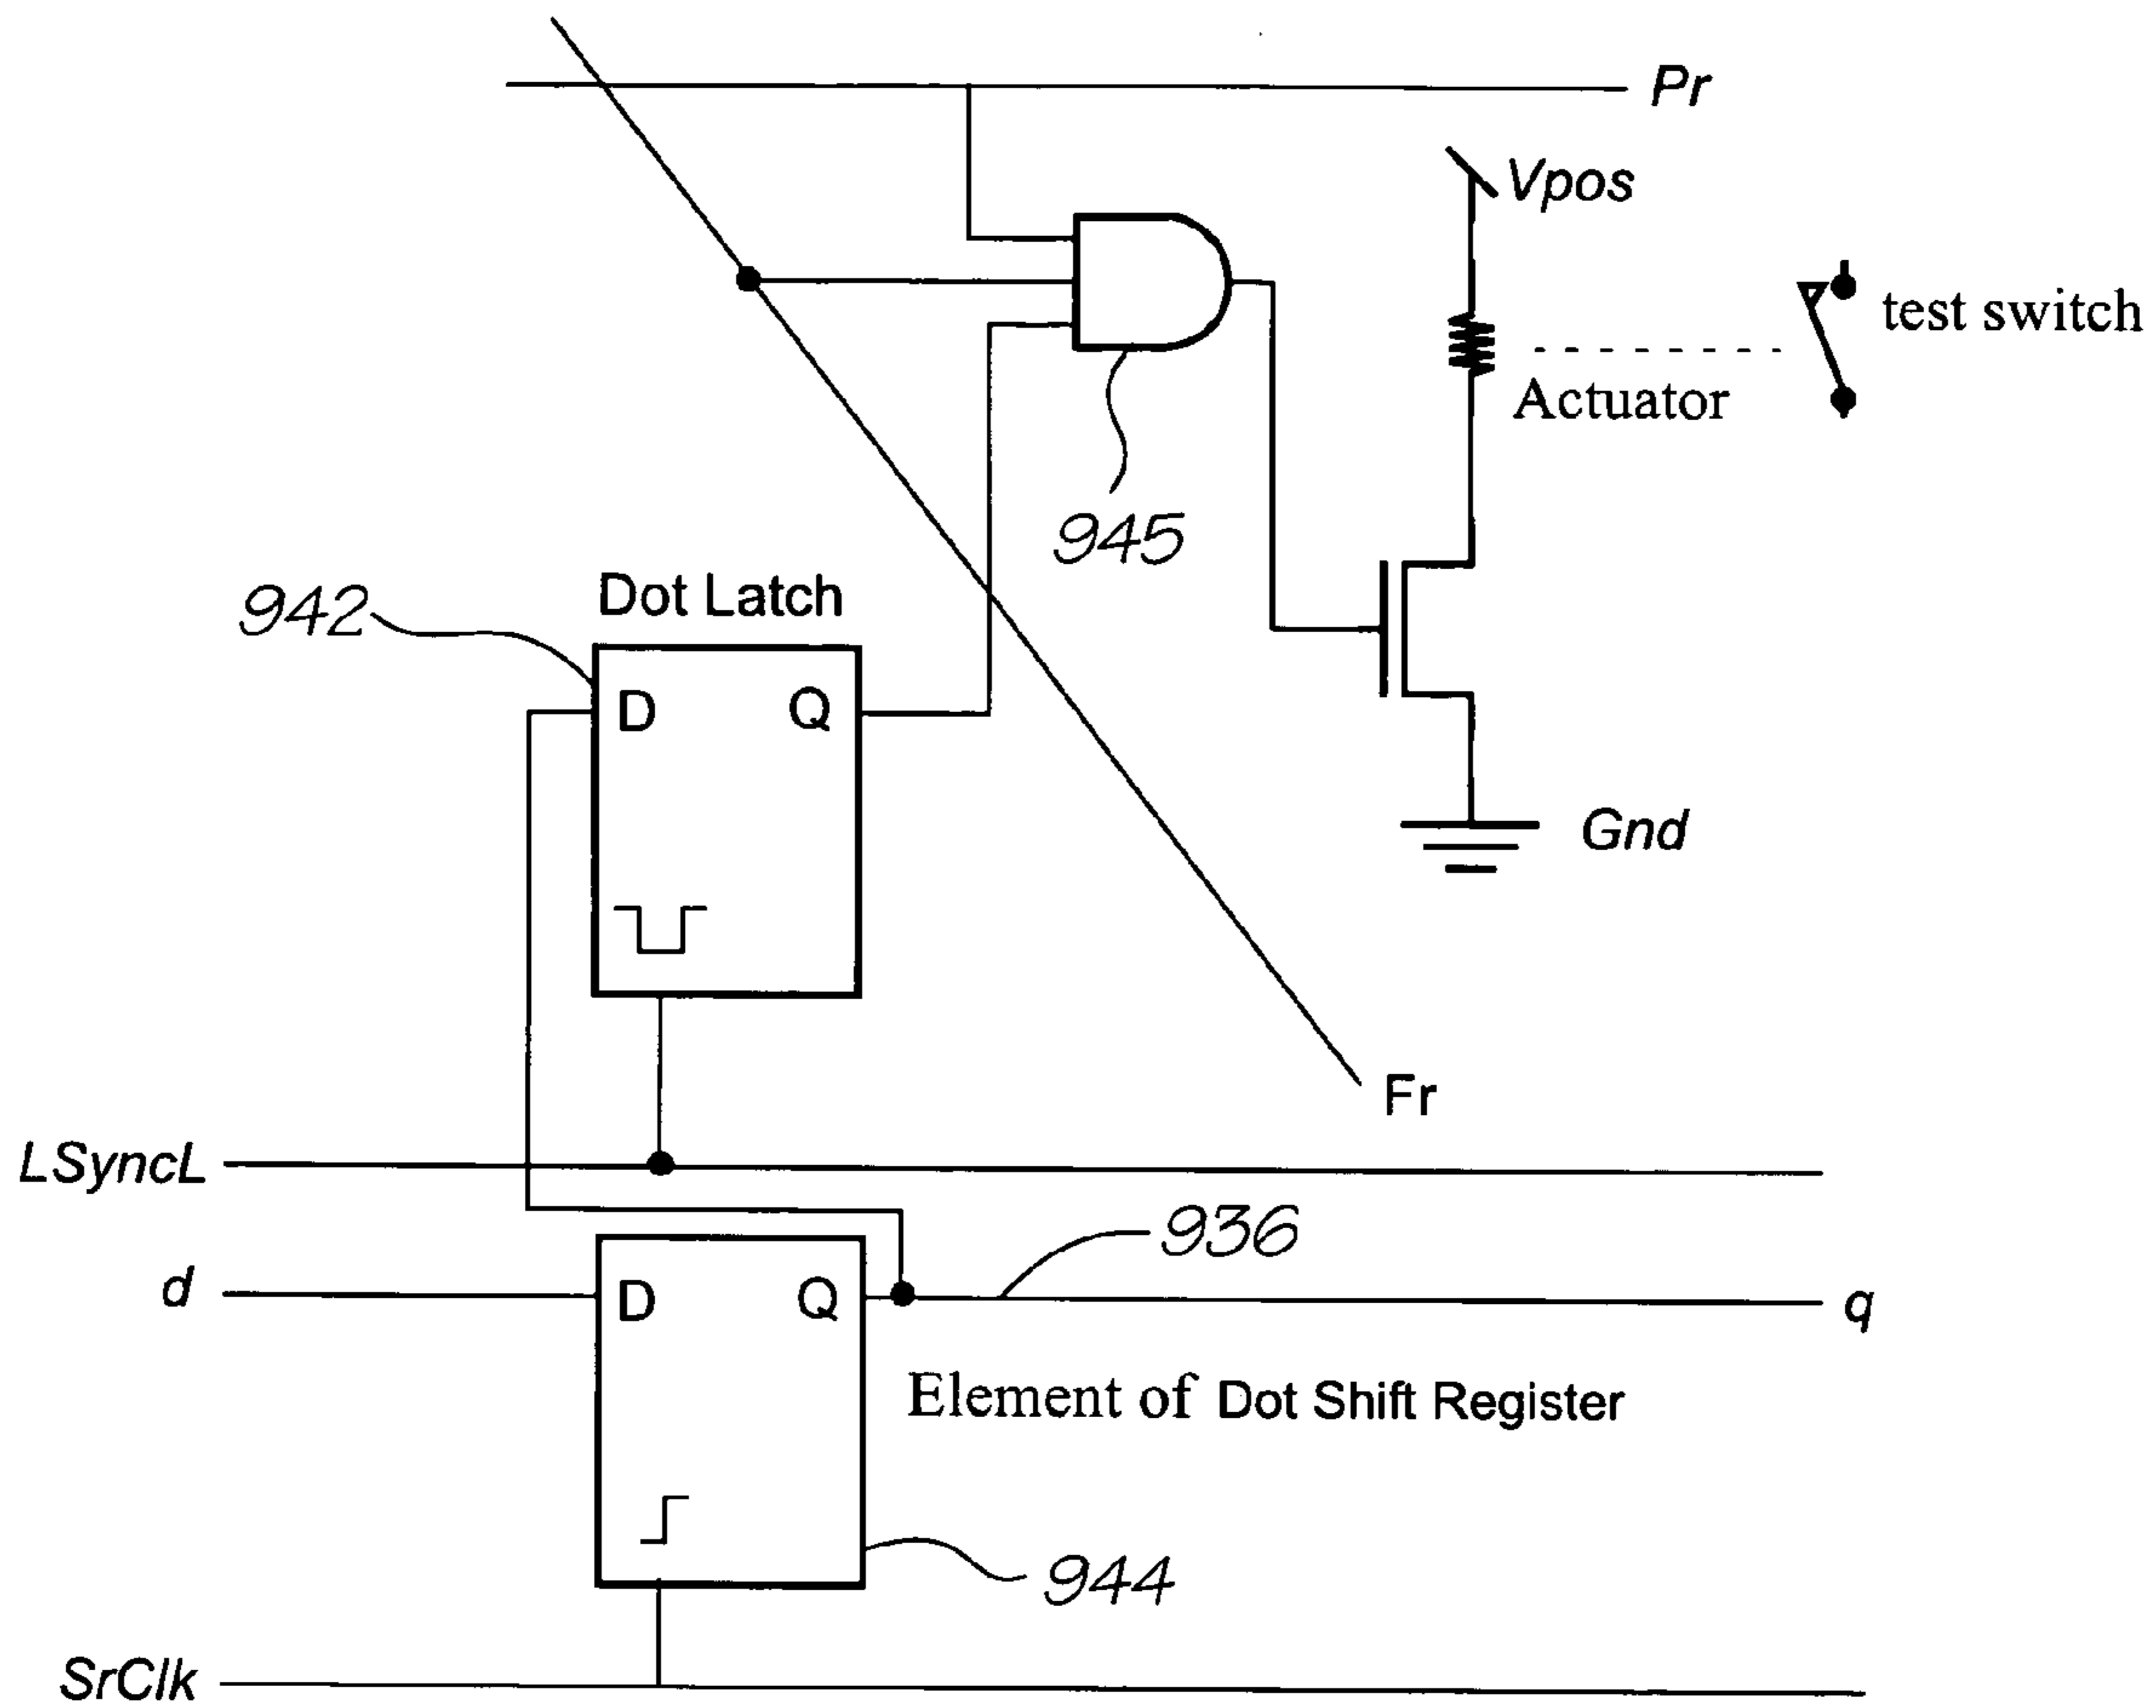 Pr
Vpos
test switch
Actuator
945
942
Dot Latch
D Q
Gnd
Fr
LSyncL
936
d
D Q
q
Element of Dot Shift Register
944
SrClk